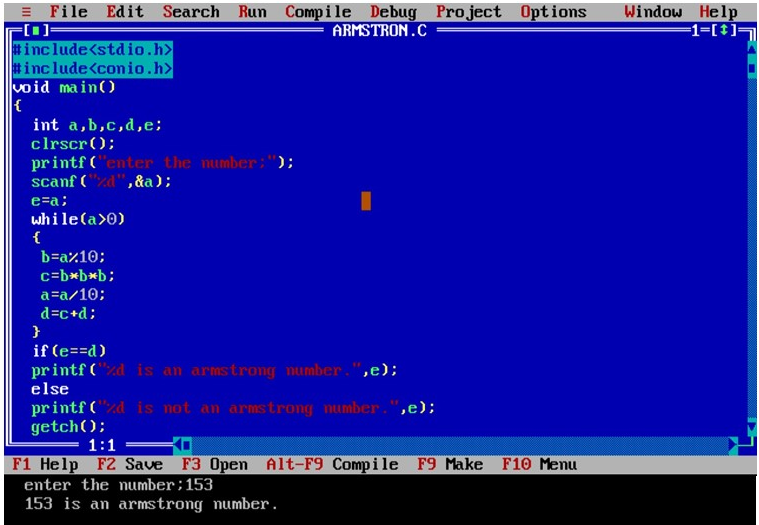 ≡ File Edit Search Run Compile Debug Project Options Window Help
[■] ARMSTRON.C 1=[↕]
#include<stdio.h>
#include<conio.h>
void main()
{
int a,b,c,d,e;
clrscr();
printf("enter the number;");
scanf("%d",&a);
e=a;
while(a>0)
{
b=a%10;
c=b*b*b;
a=a/10;
d=c+d;
}
if(e==d)
printf("%d is an armstrong number.",e);
else
printf("%d is not an armstrong number.",e);
getch();
1:1
F1 Help F2 Save F3 Open Alt-F9 Compile F9 Make F10 Menu
enter the number;153
153 is an armstrong number.